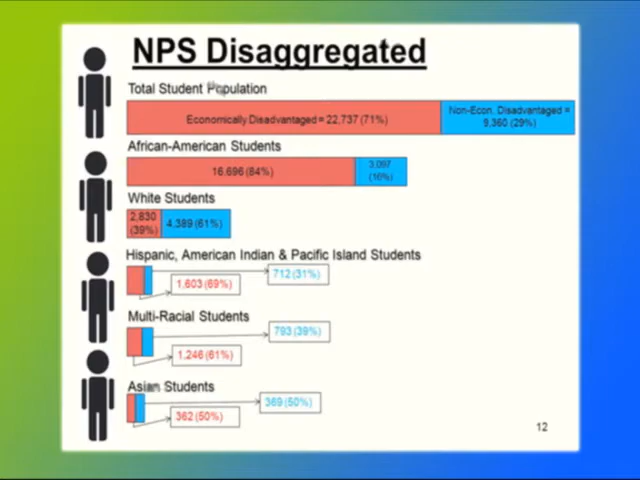 NPS Disaggregated
Total Student Population
Economically Disadvantaged = 22,737 (71%)
Non-Econ. Disadvantaged =
9,360 (29%)
African-American Students
16,696 (84%)
3,097
(16%)
White Students
2,830
(39%)
4,389 (61%)
Hispanic, American Indian & Pacific Island Students
712 (31%)
1,603 (69%)
Multi-Racial Students
793 (39%)
1,246 (61%)
Asian Students
369 (50%)
362 (50%)
12